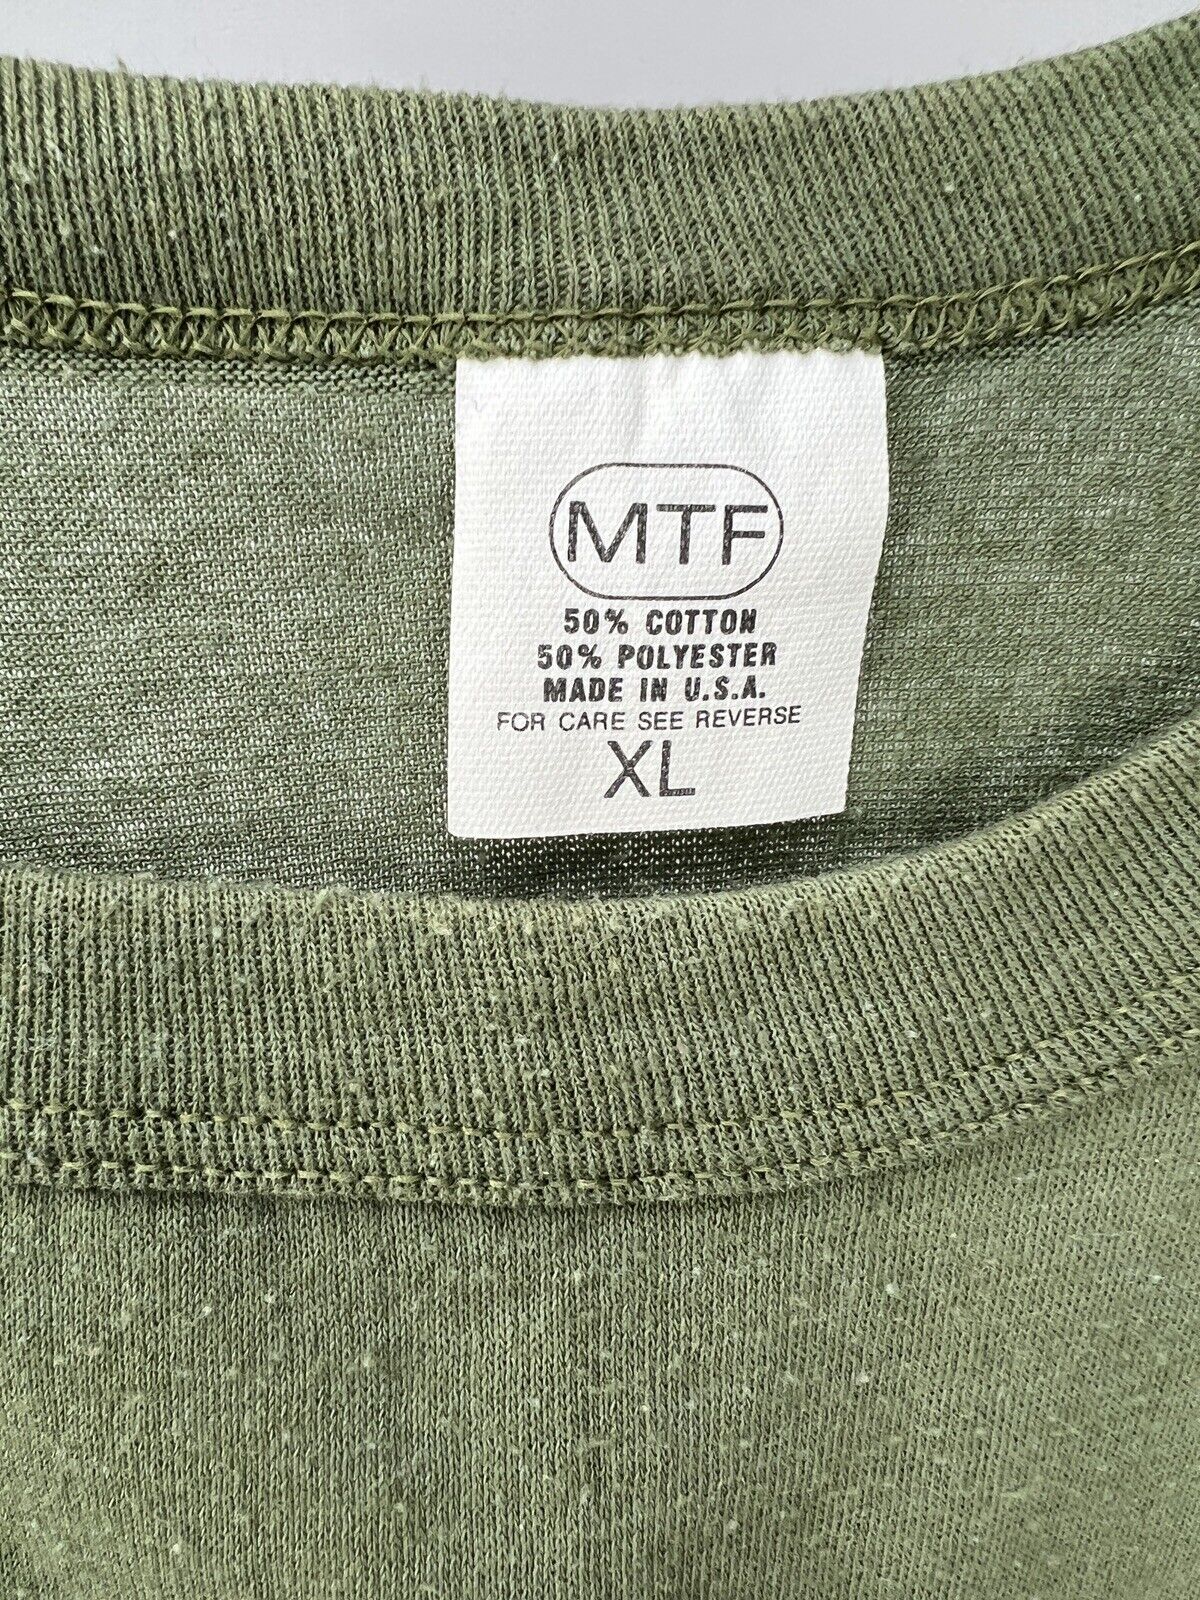 MTF
50% COTTON
50% POLYESTER
MADE IN U.S.A.
FOR CARE SEE REVERSE
XL